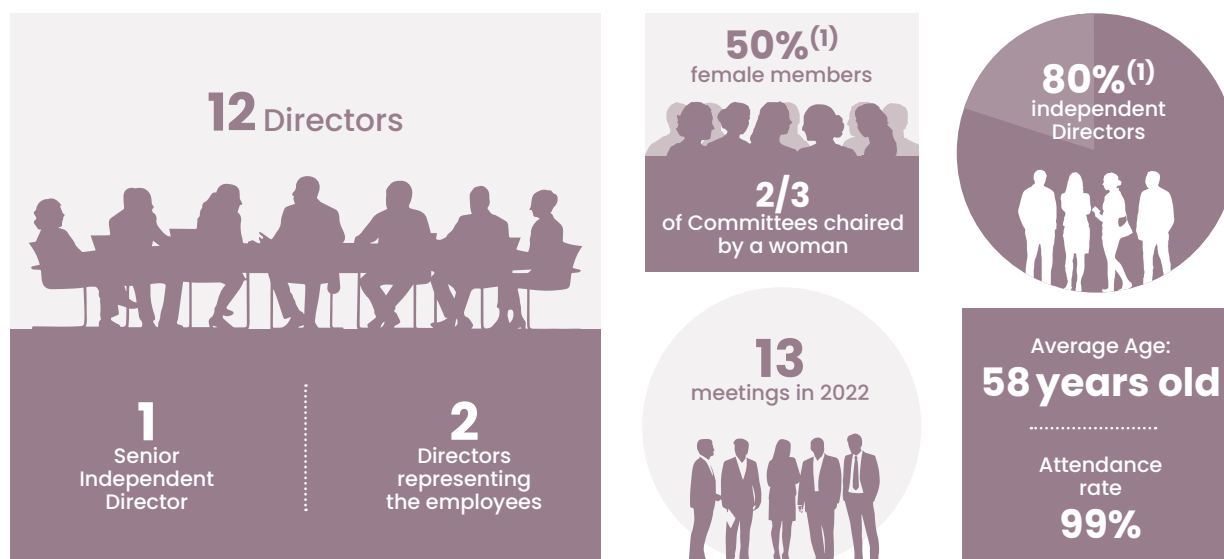 12 Directors
1
Senior
Independent
Director
2
Directors
representing
the employees
50%(1)
female members
2/3
of Committees chaired
by a woman
80%(1)
independent
Directors
13
meetings in 2022
Average Age:
58 years old
Attendance
rate
99%